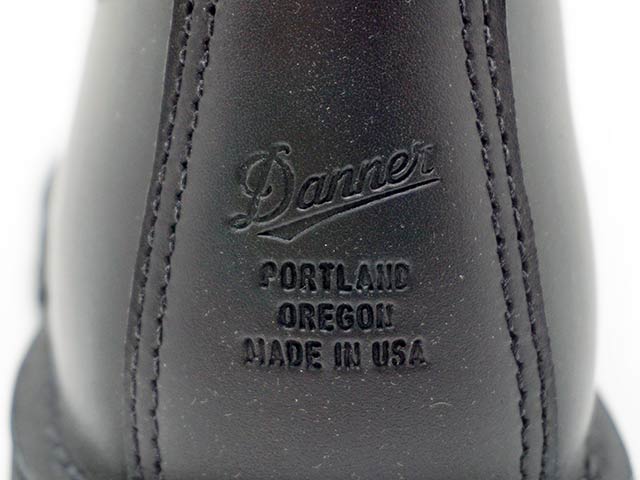 Danner
PORTLAND
OREGON
MADE IN USA